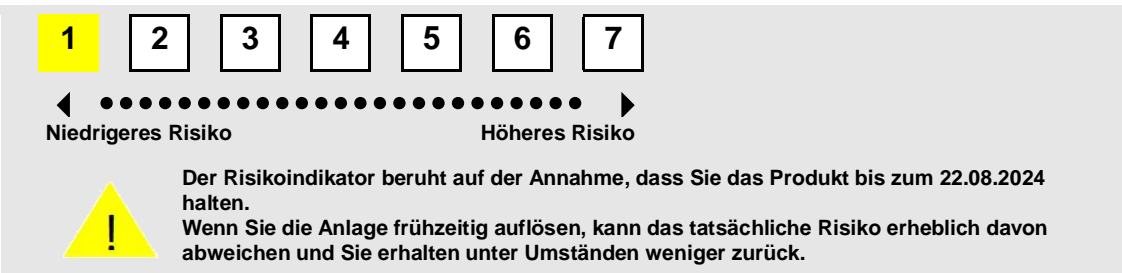 1 2 3 4 5 6 7
Niedrigeres Risiko Höheres Risiko
Der Risikoindikator beruht auf der Annahme, dass Sie das Produkt bis zum 22.08.2024
halten.
Wenn Sie die Anlage frühzeitig auflösen, kann das tatsächliche Risiko erheblich davon
abweichen und Sie erhalten unter Umständen weniger zurück.
!